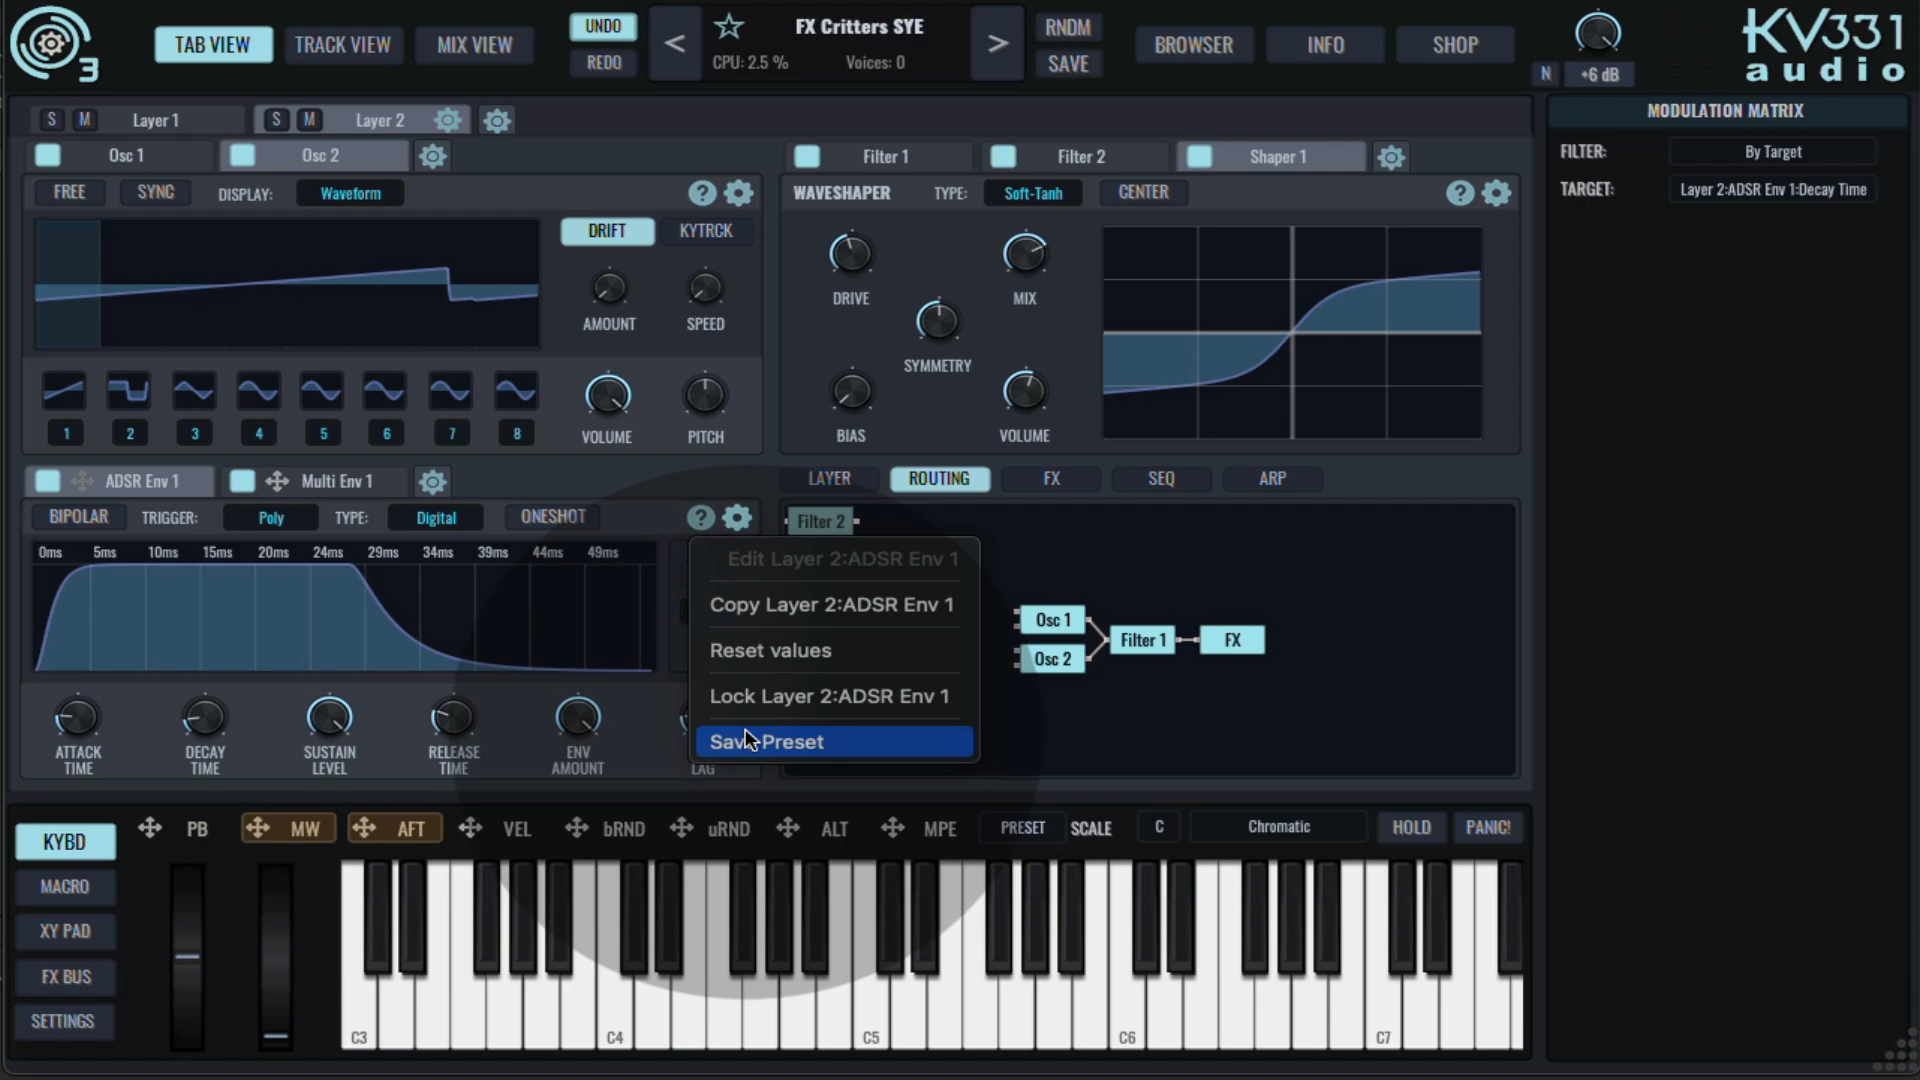 3
TAB VIEW
TRACK VIEW
MIX VIEW
UNDO
REDO
<
FX Critters SYE
CPU: 2.5 %
Voices: 0
>
RNDM
SAVE
BROWSER
INFO
SHOP
N
+6 dB
KV331
audio
S M Layer 1
S M Layer 2
Osc 1
Osc 2
Filter 1
Filter 2
Shaper 1
MODULATION MATRIX
FILTER:
By Target
TARGET:
Layer 2:ADSR Env 1:Decay Time
FREE
SYNC
DISPLAY:
Waveform
?
DRIFT
KYTRCK
AMOUNT
SPEED
1 2 3 4 5 6 7 8
VOLUME
PITCH
WAVESHAPER
TYPE:
Soft-Tanh
CENTER
?
DRIVE
MIX
SYMMETRY
BIAS
VOLUME
ADSR Env 1
Multi Env 1
BIPOLAR
TRIGGER:
Poly
TYPE:
Digital
ONESHOT
?
0ms 5ms 10ms 15ms 20ms 24ms 29ms 34ms 39ms 44ms 49ms
ATTACK
TIME
DECAY
TIME
SUSTAIN
LEVEL
RELEASE
TIME
ENV
AMOUNT
LAG
LAYER
ROUTING
FX
SEQ
ARP
Filter 2
Edit Layer 2:ADSR Env 1
Copy Layer 2:ADSR Env 1
Reset values
Lock Layer 2:ADSR Env 1
Save Preset
Osc 1
Osc 2
Filter 1
FX
KYBD
MACRO
XY PAD
FX BUS
SETTINGS
PB
MW
AFT
VEL
bRND
uRND
ALT
MPE
PRESET
SCALE
C
Chromatic
HOLD
PANIC!
C3 C4 C5 C6 C7